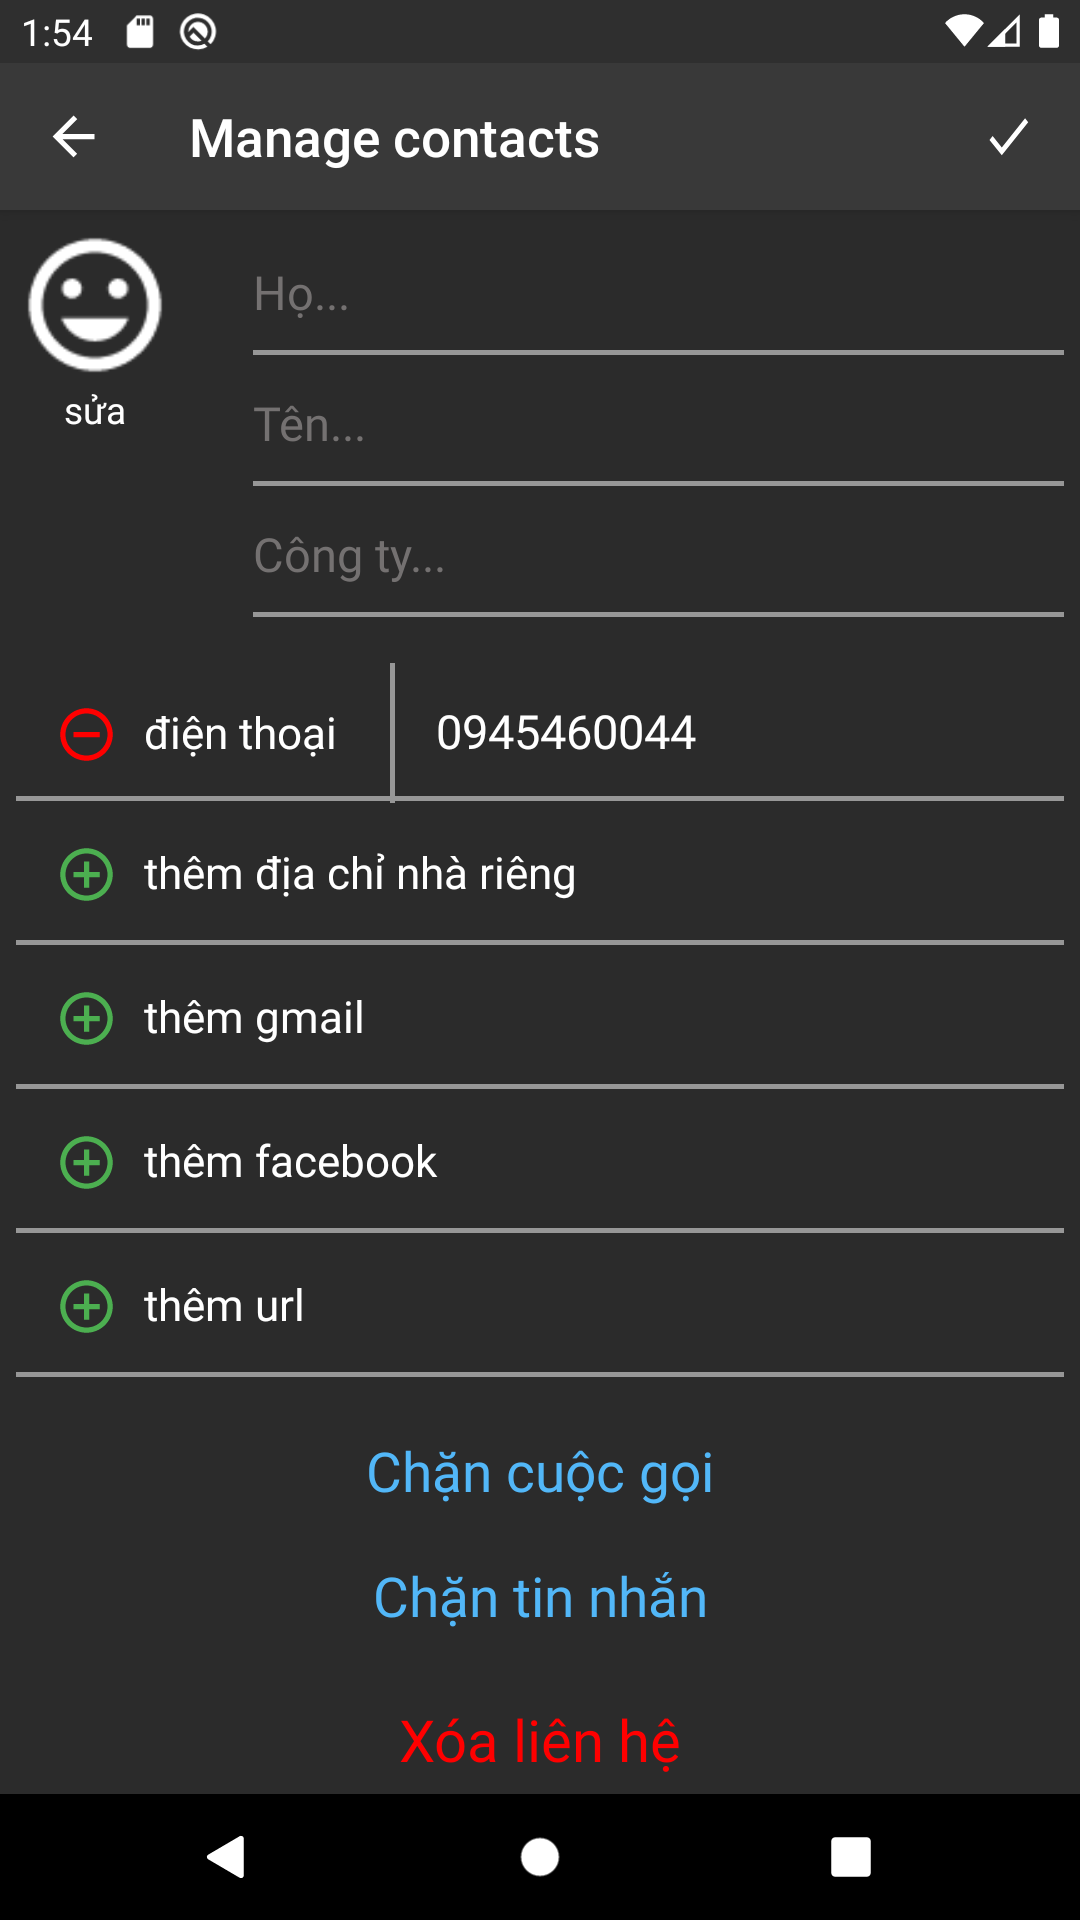 1:54
Manage contacts
Họ...
sửa
Tên...
Công ty...
điện thoại
0945460044
thêm địa chỉ nhà riêng
thêm gmail
thêm facebook
thêm url
Chặn cuộc gọi
Chặn tin nhắn
Xóa liên hệ